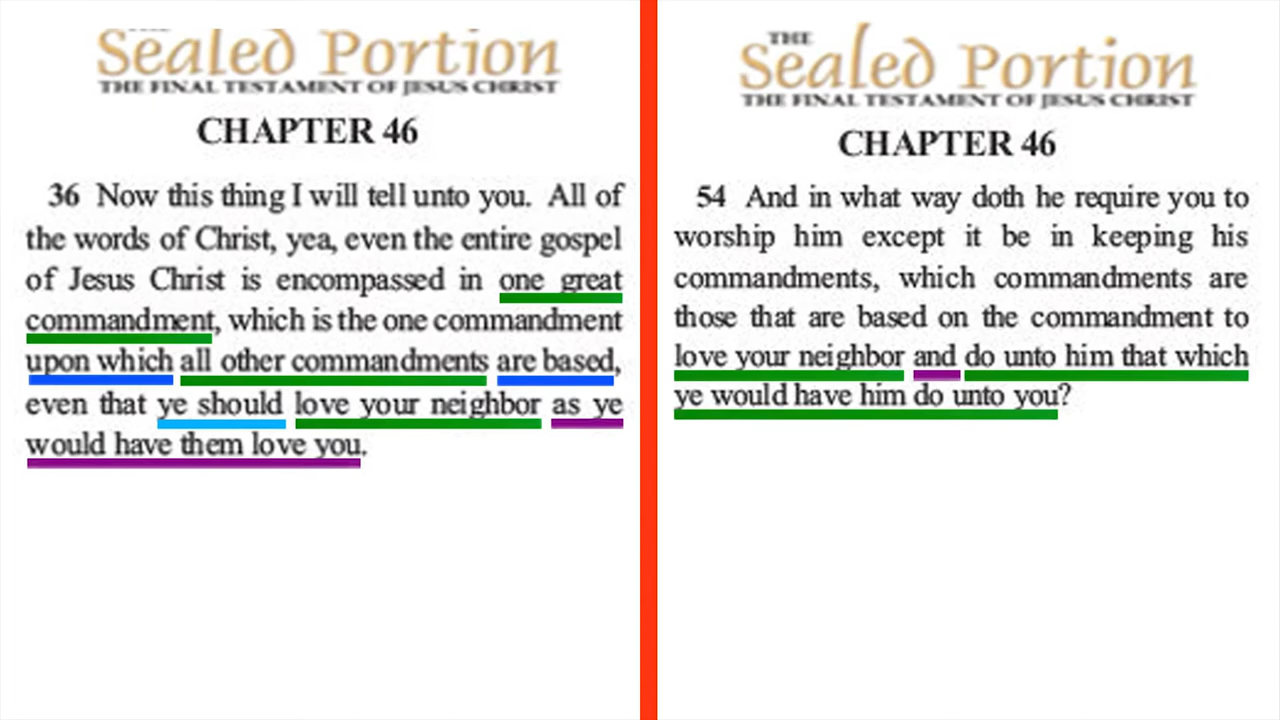 THE
Sealed Portion
THE FINAL TESTAMENT OF JESUS CHRIST
CHAPTER 46
36 Now this thing I will tell unto you. All of
the words of Christ, yea, even the entire gospel
of Jesus Christ is encompassed in one great
commandment, which is the one commandment
upon which all other commandments are based,
even that ye should love your neighbor as ye
would have them love you.
THE
Sealed Portion
THE FINAL TESTAMENT OF JESUS CHRIST
CHAPTER 46
54 And in what way doth he require you to
worship him except it be in keeping his
commandments, which commandments are
those that are based on the commandment to
love your neighbor and do unto him that which
ye would have him do unto you?